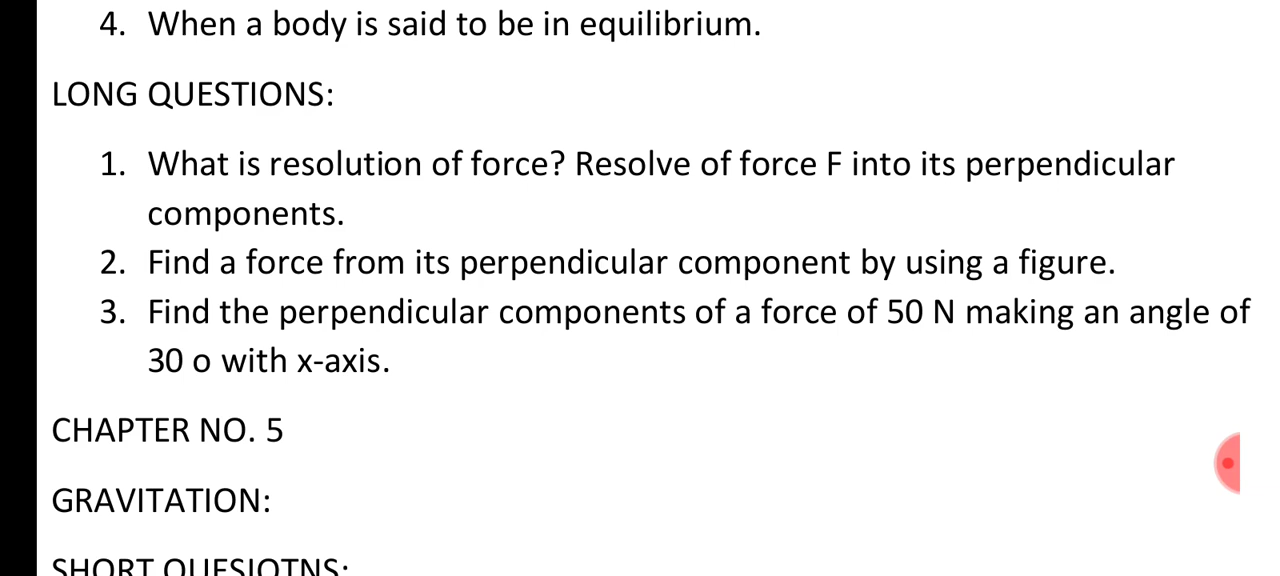 4. When a body is said to be in equilibrium.
LONG QUESTIONS:
1. What is resolution of force? Resolve of force F into its perpendicular
components.
2. Find a force from its perpendicular component by using a figure.
3. Find the perpendicular components of a force of 50 N making an angle of
30 o with x-axis.
CHAPTER NO. 5
GRAVITATION:
SHORT QUESIOTNS: